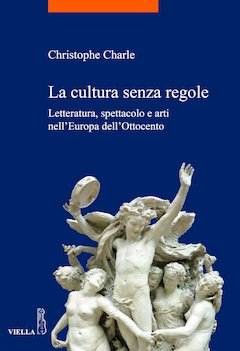 Christophe Charle
La cultura senza regole
Letteratura, spettacolo e arti
nell'Europa dell'Ottocento
VIELLA